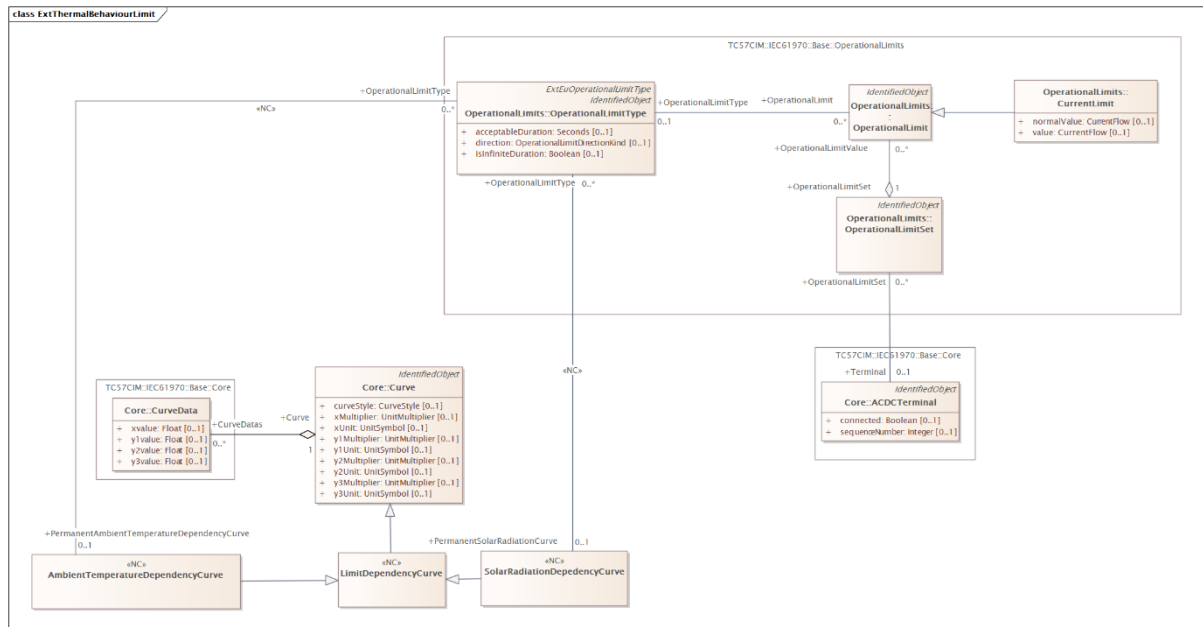 class ExtThermalBehaviourLimit
TC57CIM::IEC61970::Base::OperationalLimits
+OperationalLimitType
«NC»
0..*
ExtEuOperationalLimitType
IdentifiedObject
OperationalLimits::OperationalLimitType
+ acceptableDuration: Seconds [0..1]
+ direction: OperationalLimitDirectionKind [0..1]
+ isInfiniteDuration: Boolean [0..1]
+OperationalLimitType
0..1
+OperationalLimit
0..*
IdentifiedObject
OperationalLimits:
:
OperationalLimit
OperationalLimits::
CurrentLimit
+ normalValue: CurrentFlow [0..1]
+ value: CurrentFlow [0..1]
+OperationalLimitValue
0..*
+OperationalLimitType
0..*
+OperationalLimitSet
1
IdentifiedObject
OperationalLimits::
OperationalLimitSet
+OperationalLimitSet
0..*
TC57CIM::IEC61970::Base::Core
+Terminal
0..1
IdentifiedObject
Core::ACDCTerminal
+ connected: Boolean [0..1]
+ sequenceNumber: Integer [0..1]
«NC»
TC57CIM::IEC61970::Base::Core
Core::CurveData
+ xvalue: Float [0..1]
+ y1value: Float [0..1]
+ y2value: Float [0..1]
+ y3value: Float [0..1]
+CurveDatas
0..*
+Curve
1
IdentifiedObject
Core::Curve
+ curveStyle: CurveStyle [0..1]
+ xMultiplier: UnitMultiplier [0..1]
+ xUnit: UnitSymbol [0..1]
+ y1Multiplier: UnitMultiplier [0..1]
+ y1Unit: UnitSymbol [0..1]
+ y2Multiplier: UnitMultiplier [0..1]
+ y2Unit: UnitSymbol [0..1]
+ y3Multiplier: UnitMultiplier [0..1]
+ y3Unit: UnitSymbol [0..1]
+PermanentAmbientTemperatureDependencyCurve
0..1
«NC»
AmbientTemperatureDependencyCurve
«NC»
LimitDependencyCurve
+PermanentSolarRadiationCurve
0..1
«NC»
SolarRadiationDepedencyCurve